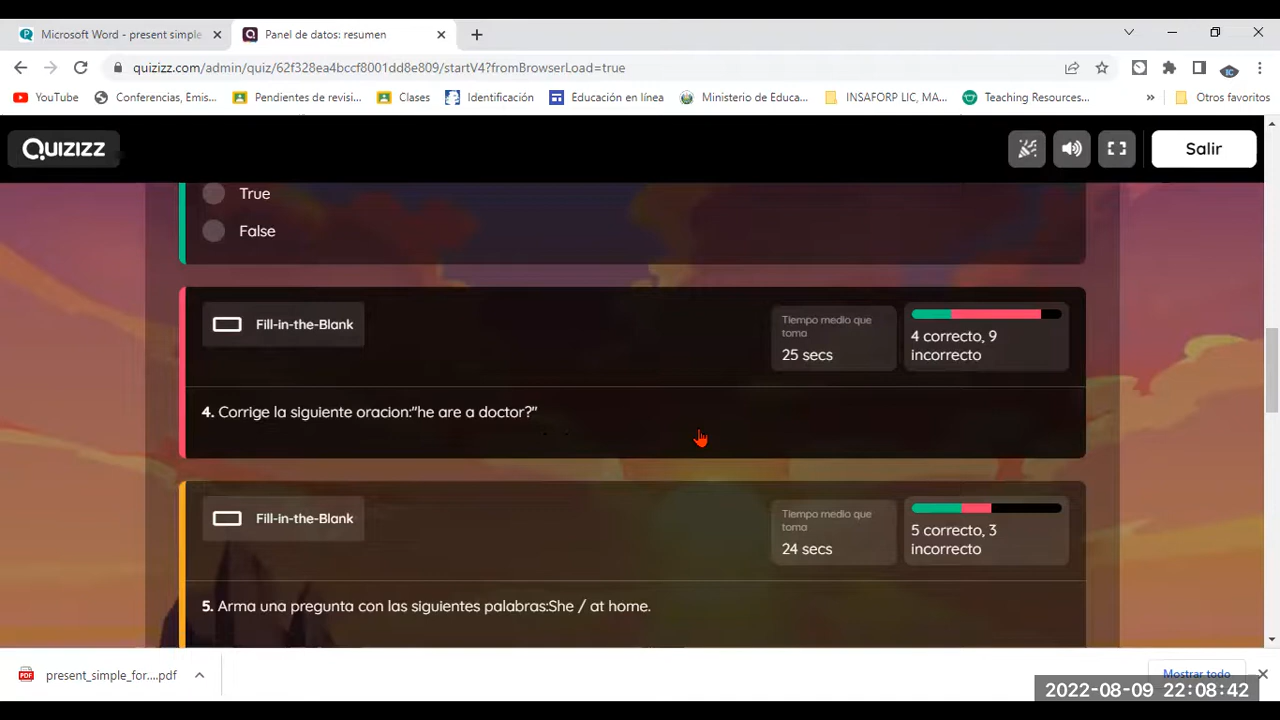 Microsoft Word - present simple
Panel de datos: resumen
quizizz.com/admin/quiz/62f328ea4bccf8001dd8e809/startV4?fromBrowserLoad=true
YouTube
Conferencias, Emis...
Pendientes de revisi...
Clases
Identificación
Educación en línea
Ministerio de Educa...
INSAFORP LIC, MA...
Teaching Resources...
»
Otros favoritos
Quizizz
Salir
True
False
Fill-in-the-Blank
Tiempo medio que
toma
25 secs
4 correcto, 9
incorrecto
4. Corrige la siguiente oracion:"he are a doctor?"
Fill-in-the-Blank
Tiempo medio que
toma
24 secs
5 correcto, 3
incorrecto
5. Arma una pregunta con las siguientes palabras:She / at home.
present_simple_for....pdf
Mostrar todo
2022-08-09 22:08:42